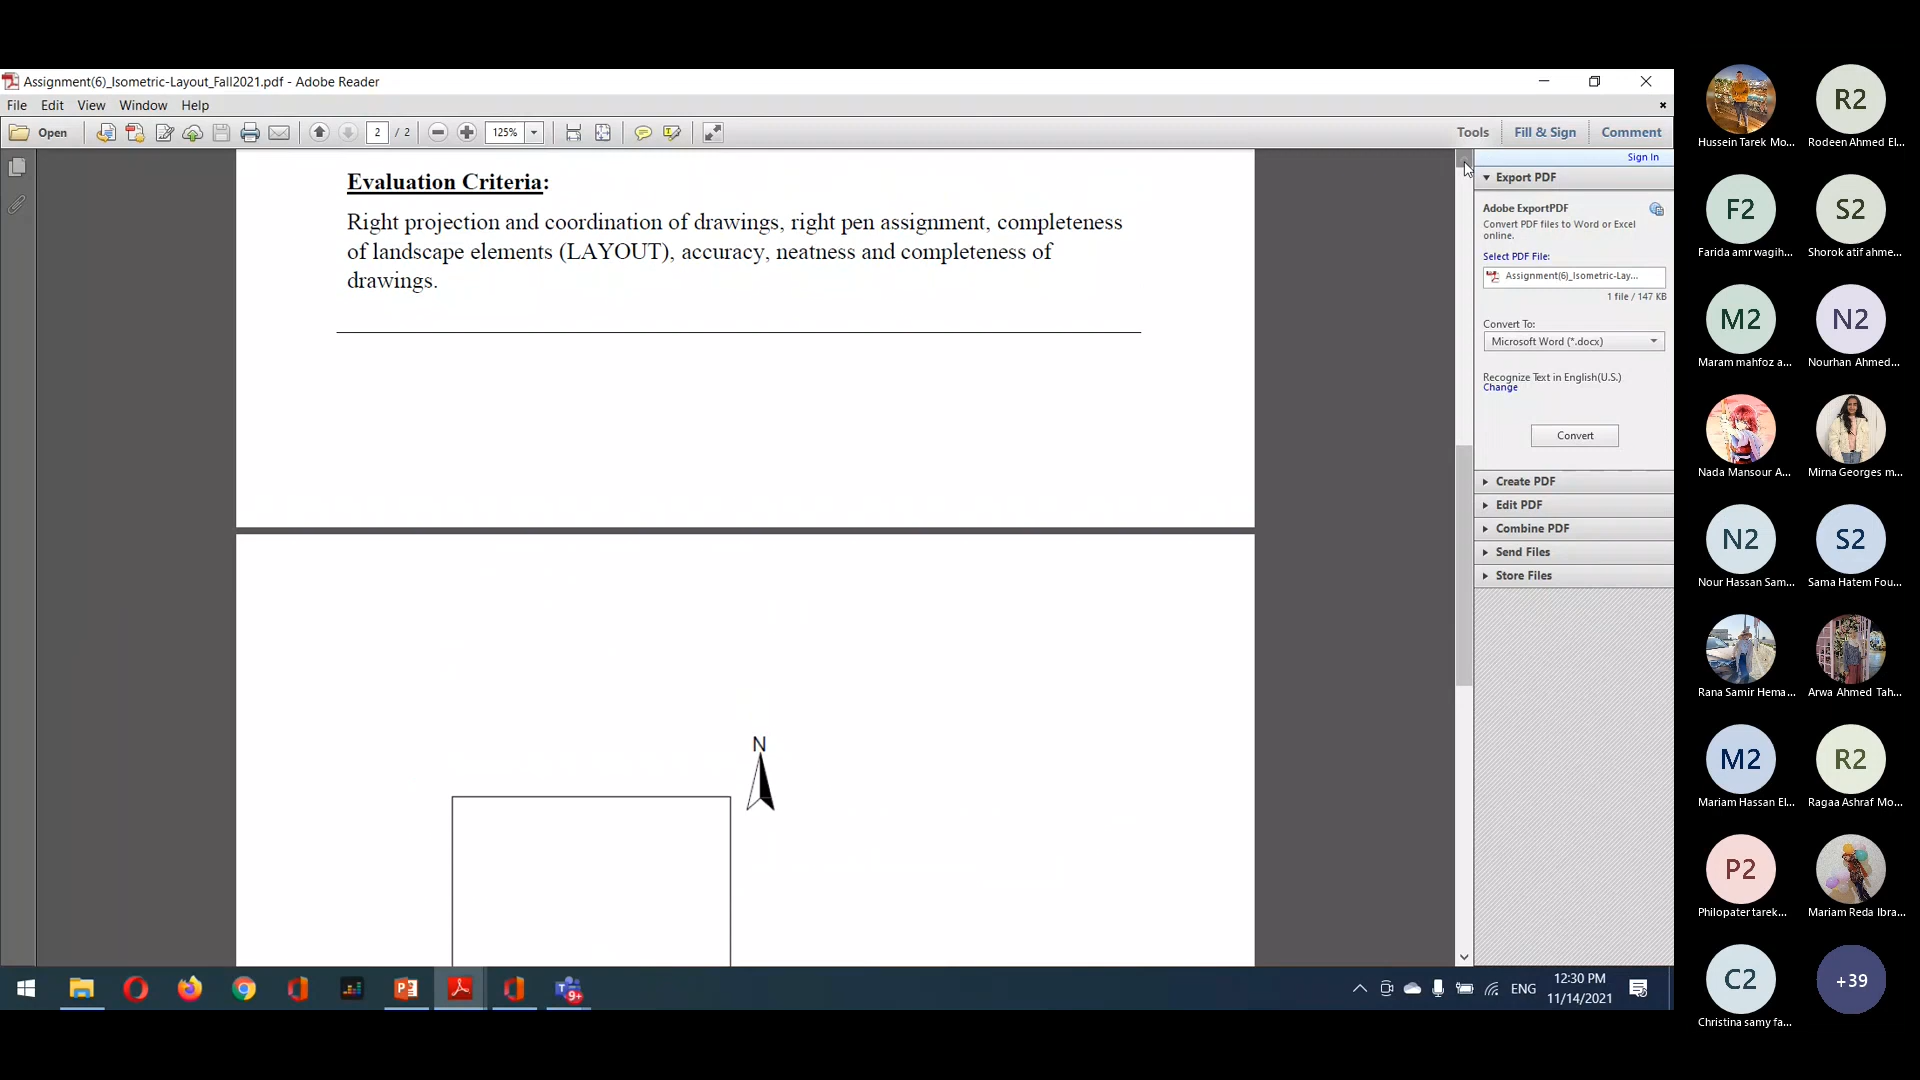 Assignment(6)_Isometric-Layout_Fall2021.pdf - Adobe Reader
File Edit View Window Help
Open
2 / 2
125%
Tools
Fill & Sign
Comment
Evaluation Criteria:
Right projection and coordination of drawings, right pen assignment, completeness
of landscape elements (LAYOUT), accuracy, neatness and completeness of
drawings.
N
Sign In
Export PDF
Adobe ExportPDF
Convert PDF files to Word or Excel
online.
Select PDF File:
Assignment(6)_Isometric-Lay...
1 file / 147 KB
Convert To:
Microsoft Word (*.docx)
Recognize Text in English(U.S.)
Change
Convert
Create PDF
Edit PDF
Combine PDF
Send Files
Store Files
9+
ENG
12:30 PM
11/14/2021
R2
Hussein Tarek Mo... Rodeen Ahmed El...
F2 S2
Farida amr wagih... Shorok atif ahme...
M2 N2
Maram mahfoz a... Nourhan Ahmed...
Nada Mansour A... Mirna Georges m...
N2 S2
Nour Hassan Sam... Sama Hatem Fou...
Rana Samir Hema... Arwa Ahmed Tah...
M2 R2
Mariam Hassan El... Ragaa Ashraf Mo...
P2
Philopater tarek... Mariam Reda Ibra...
C2 +39
Christina samy fa...